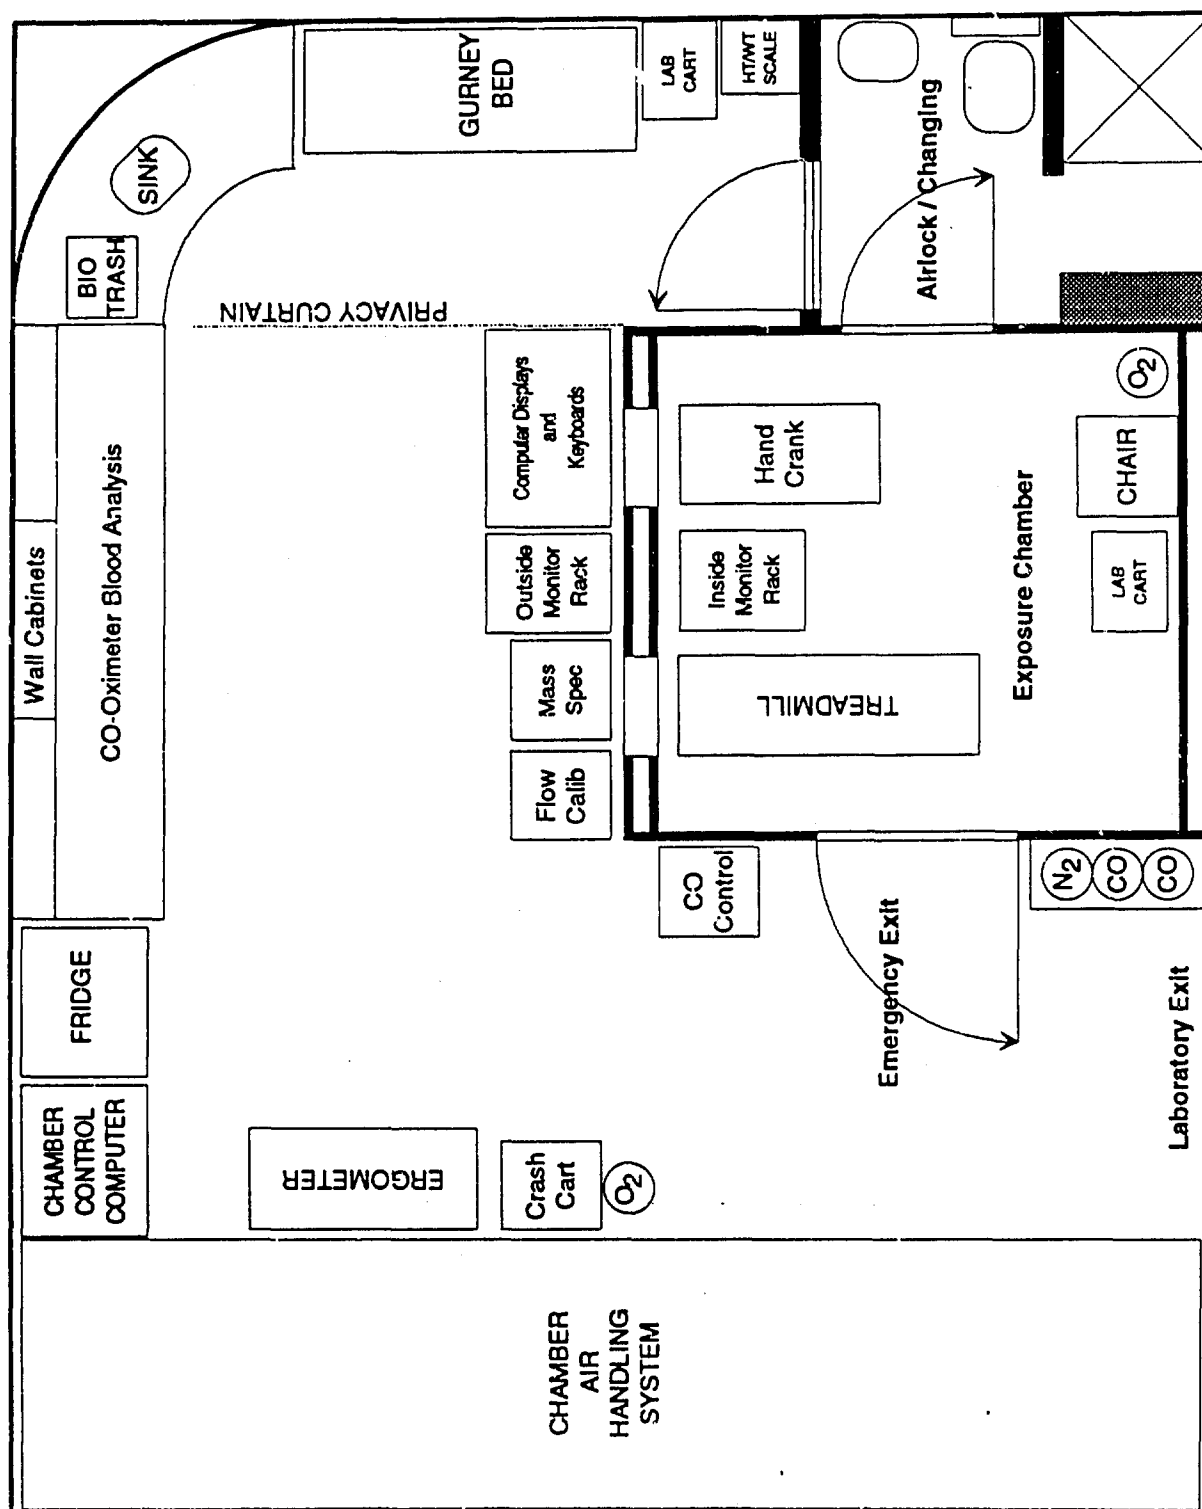 CHAMBER
CONTROL
COMPUTER
FRIDGE
Wall Cabinets
CO-Oximeter Blood Analysis
BIO
TRASH
SINK
GURNEY
BED
LAB
CART
HT/WT
SCALE
PRIVACY CURTAIN
ERGOMETER
Crash
Cart
O2
Flow
Calib
Mass
Spec
Outside
Monitor
Rack
Computer Displays
and
Keyboards
CO
Control
TREADMILL
Inside
Monitor
Rack
Hand
Crank
Airlock / Changing
CHAMBER
AIR
HANDLING
SYSTEM
Emergency Exit
Exposure Chamber
N2
CO
CO
LAB
CART
CHAIR
O2
Laboratory Exit